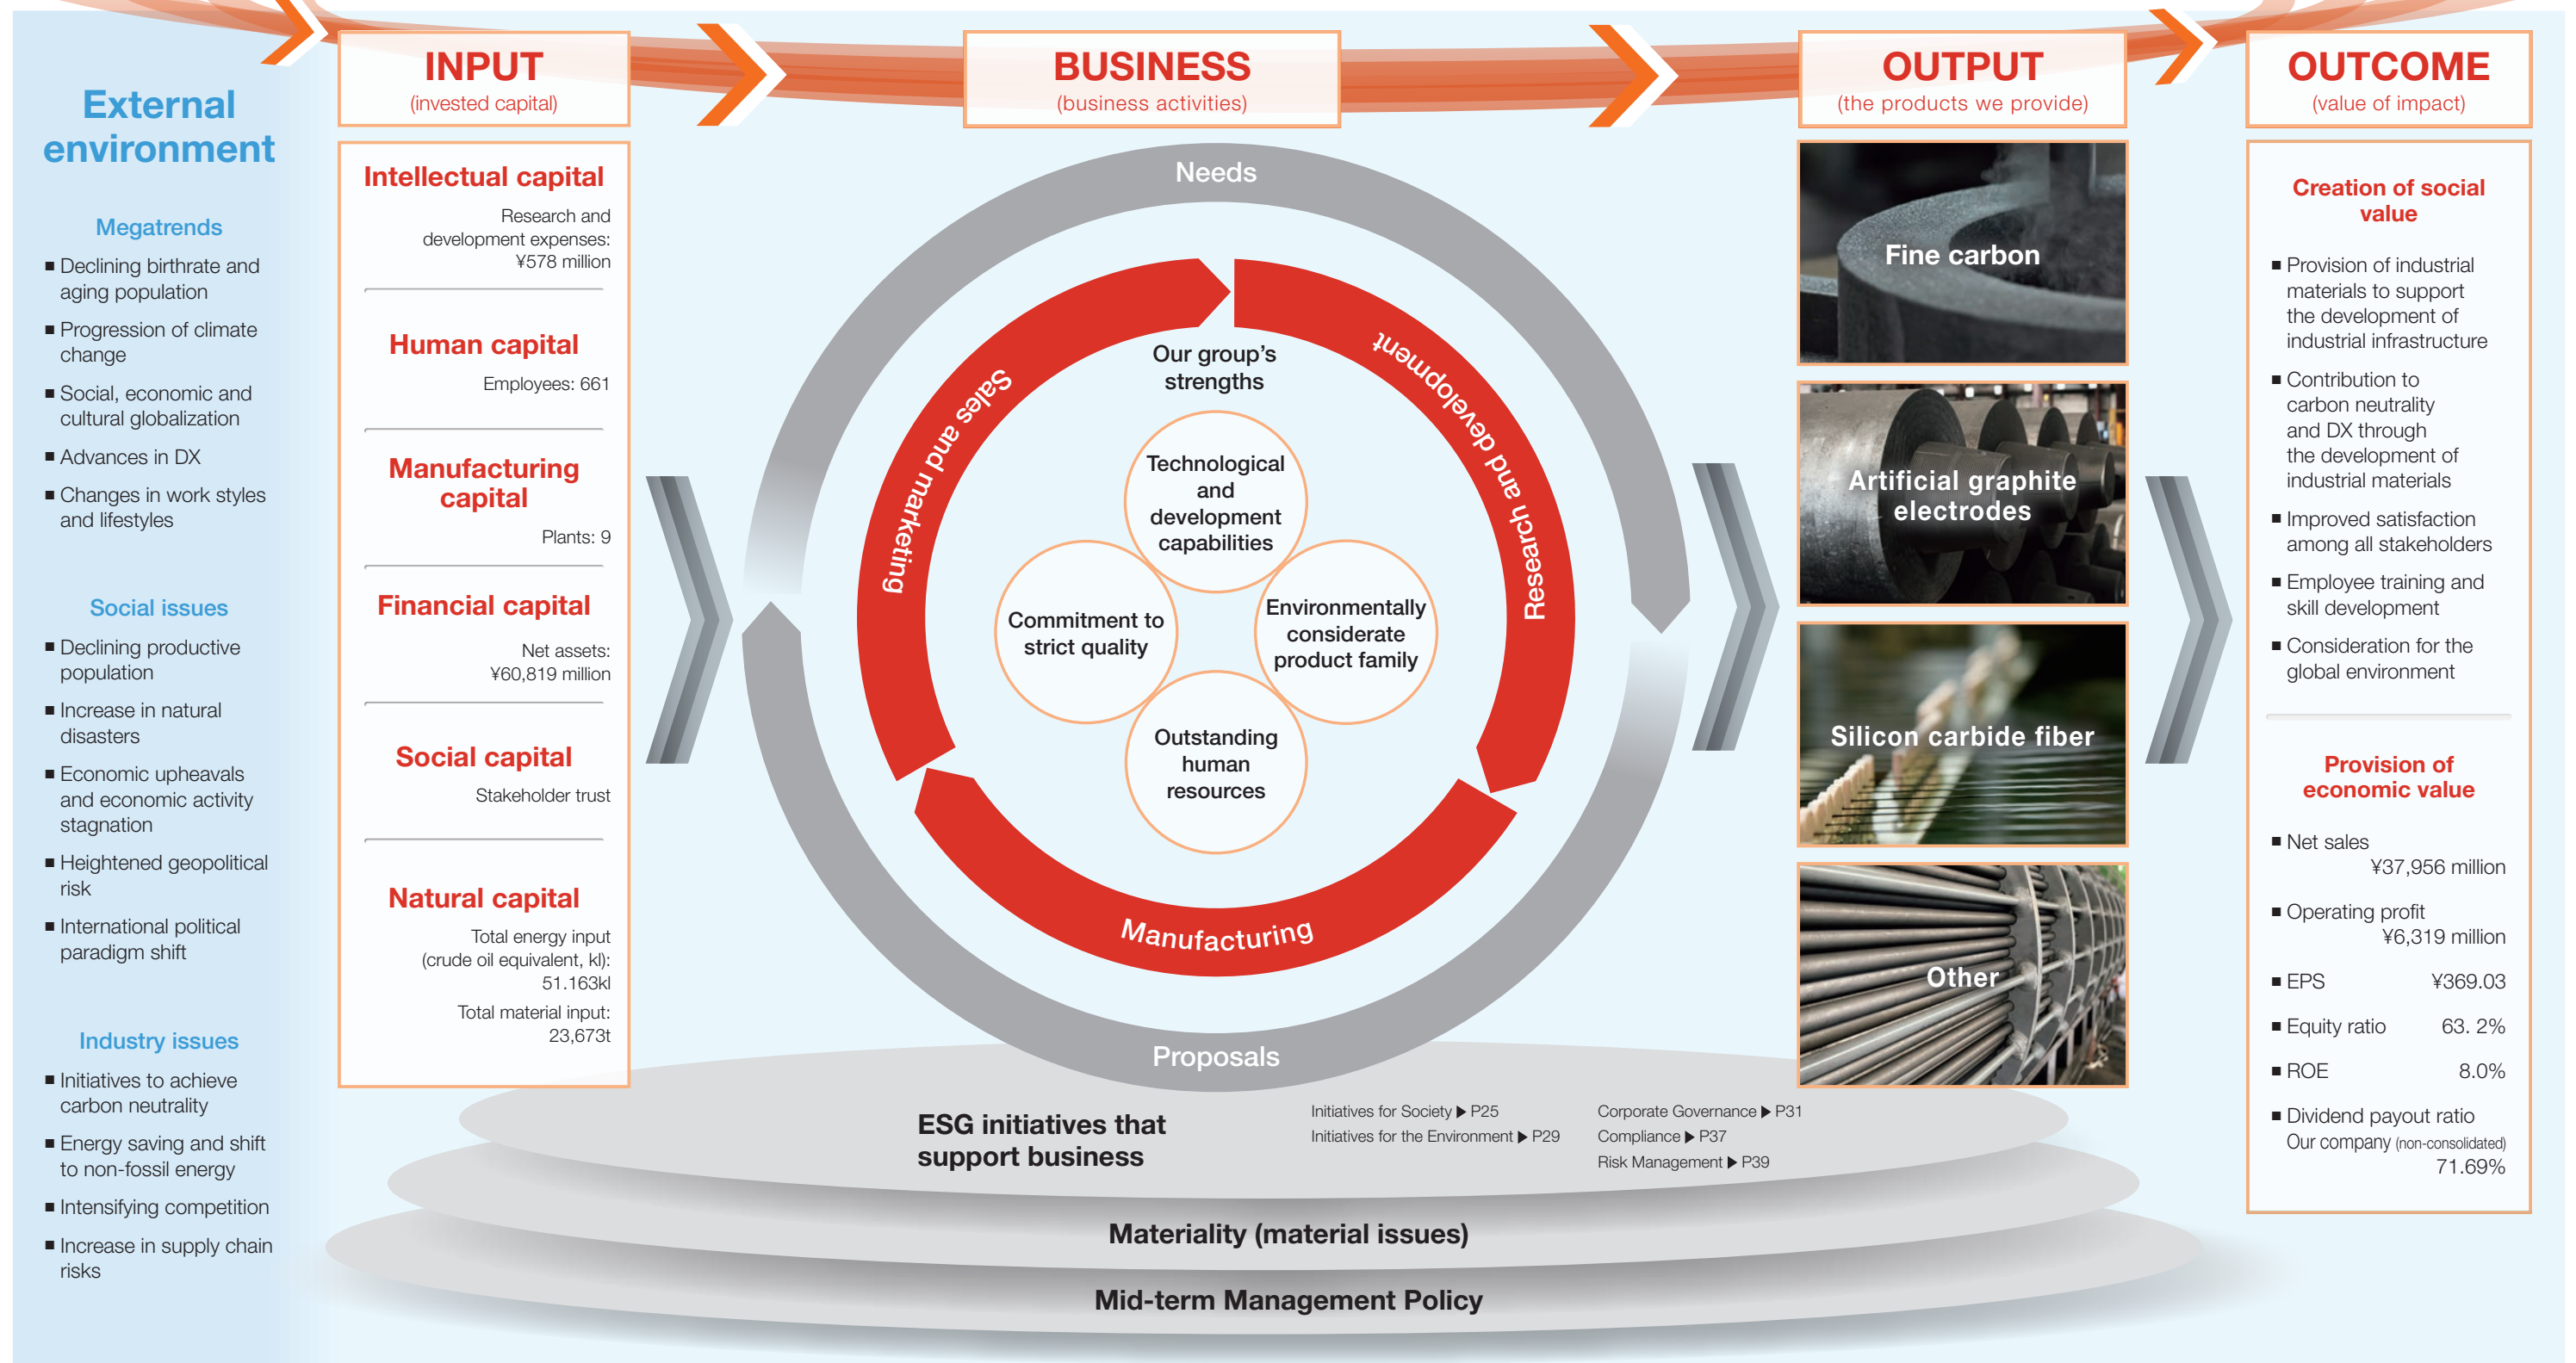 External
environment
Megatrends
■ Declining birthrate and
aging population
■ Progression of climate
change
■ Social, economic and
cultural globalization
■ Advances in DX
■ Changes in work styles
and lifestyles
Social issues
■ Declining productive
population
■ Increase in natural
disasters
■ Economic upheavals
and economic activity
stagnation
■ Heightened geopolitical
risk
■ International political
paradigm shift
Industry issues
■ Initiatives to achieve
carbon neutrality
■ Energy saving and shift
to non-fossil energy
■ Intensifying competition
■ Increase in supply chain
risks
INPUT
(invested capital)
Intellectual capital
Research and
development expenses:
¥578 million
Human capital
Employees: 661
Manufacturing
capital
Plants: 9
Financial capital
Net assets:
¥60,819 million
Social capital
Stakeholder trust
Natural capital
Total energy input
(crude oil equivalent, kl):
51.163kl
Total material input:
23,673t
BUSINESS
(business activities)
Needs
Sales and marketing
Research and development
Manufacturing
Proposals
Our group's
strengths
Technological
and
development
capabilities
Commitment to
strict quality
Environmentally
considerate
product family
Outstanding
human
resources
OUTPUT
(the products we provide)
Fine carbon
Artificial graphite
electrodes
Silicon carbide fiber
Other
OUTCOME
(value of impact)
Creation of social
value
■ Provision of industrial
materials to support
the development of
industrial infrastructure
■ Contribution to
carbon neutrality
and DX through
the development of
industrial materials
■ Improved satisfaction
among all stakeholders
■ Employee training and
skill development
■ Consideration for the
global environment
Provision of
economic value
■ Net sales
¥37,956 million
■ Operating profit
¥6,319 million
■ EPS ¥369.03
■ Equity ratio 63. 2%
■ ROE 8.0%
■ Dividend payout ratio
Our company (non-consolidated)
71.69%
ESG initiatives that
support business
Initiatives for Society ▶ P25
Initiatives for the Environment ▶ P29
Corporate Governance ▶ P31
Compliance ▶ P37
Risk Management ▶ P39
Materiality (material issues)
Mid-term Management Policy